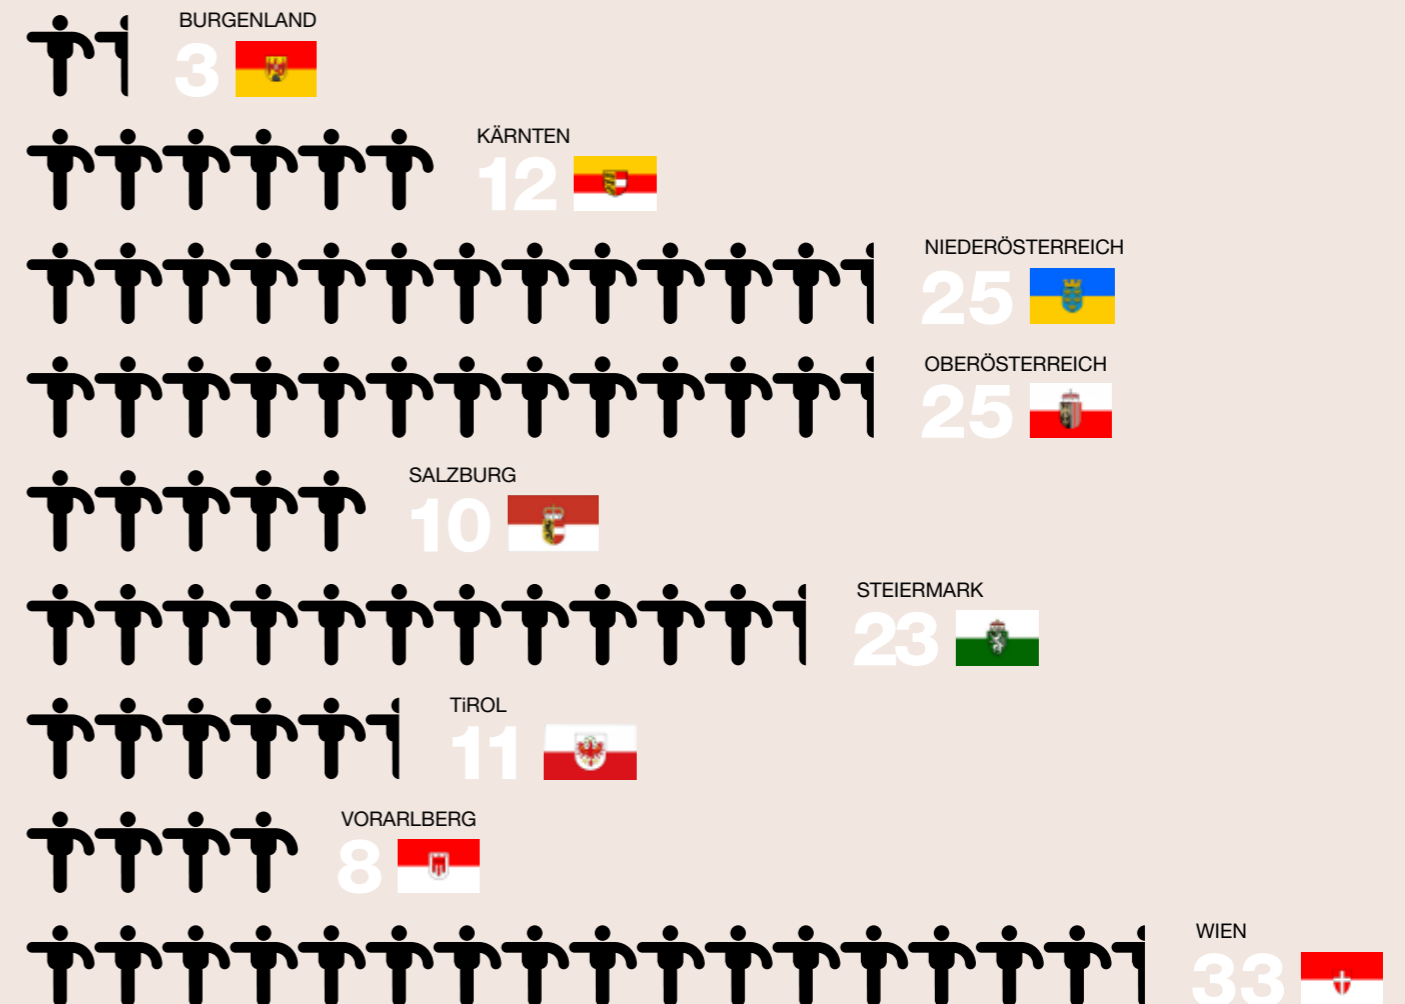 BURGENLAND
3
KÄRNTEN
12
NIEDERÖSTERREICH
25
OBERÖSTERREICH
25
SALZBURG
10
STEIERMARK
23
TiROL
11
VORARLBERG
8
WIEN
33